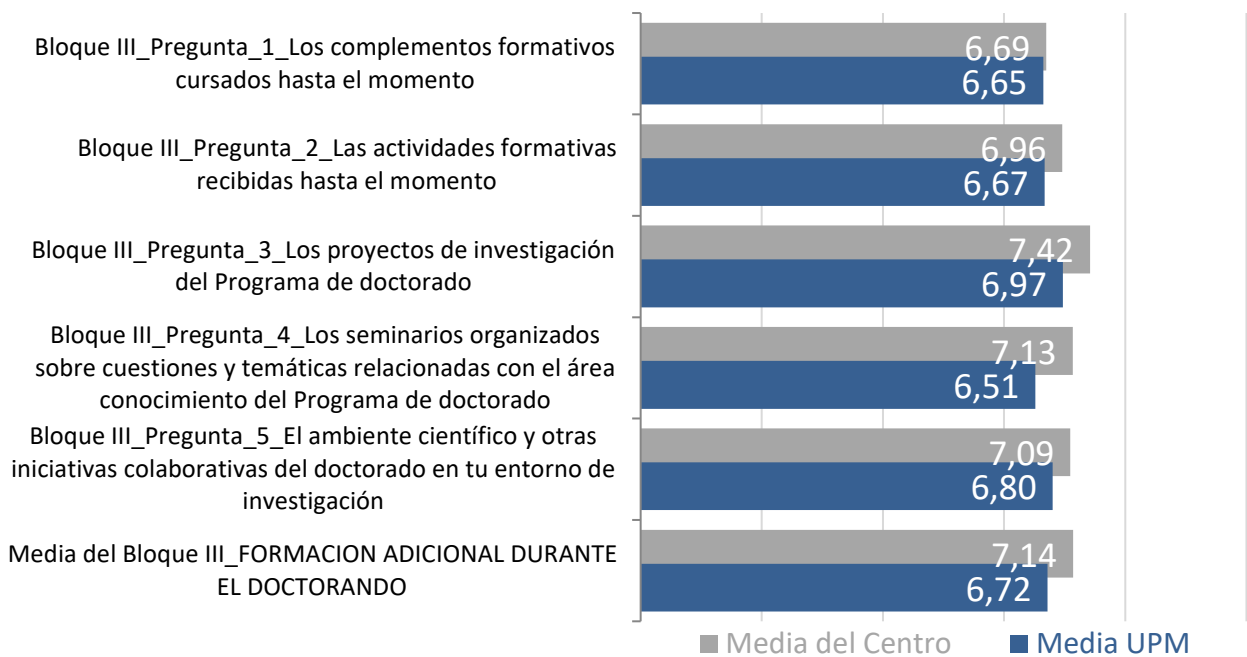 Bloque III_Pregunta_1_Los complementos formativos
cursados hasta el momento
6,69
6,65
Bloque III_Pregunta_2_Las actividades formativas
recibidas hasta el momento
6,96
6,67
Bloque III_Pregunta_3_Los proyectos de investigación
del Programa de doctorado
7,42
6,97
Bloque III_Pregunta_4_Los seminarios organizados
sobre cuestiones y temáticas relacionadas con el área
conocimiento del Programa de doctorado
7,13
6,51
Bloque III_Pregunta_5_El ambiente científico y otras
iniciativas colaborativas del doctorado en tu entorno de
investigación
7,09
6,80
Media del Bloque III_FORMACION ADICIONAL DURANTE
EL DOCTORANDO
7,14
6,72
Media del Centro
Media UPM